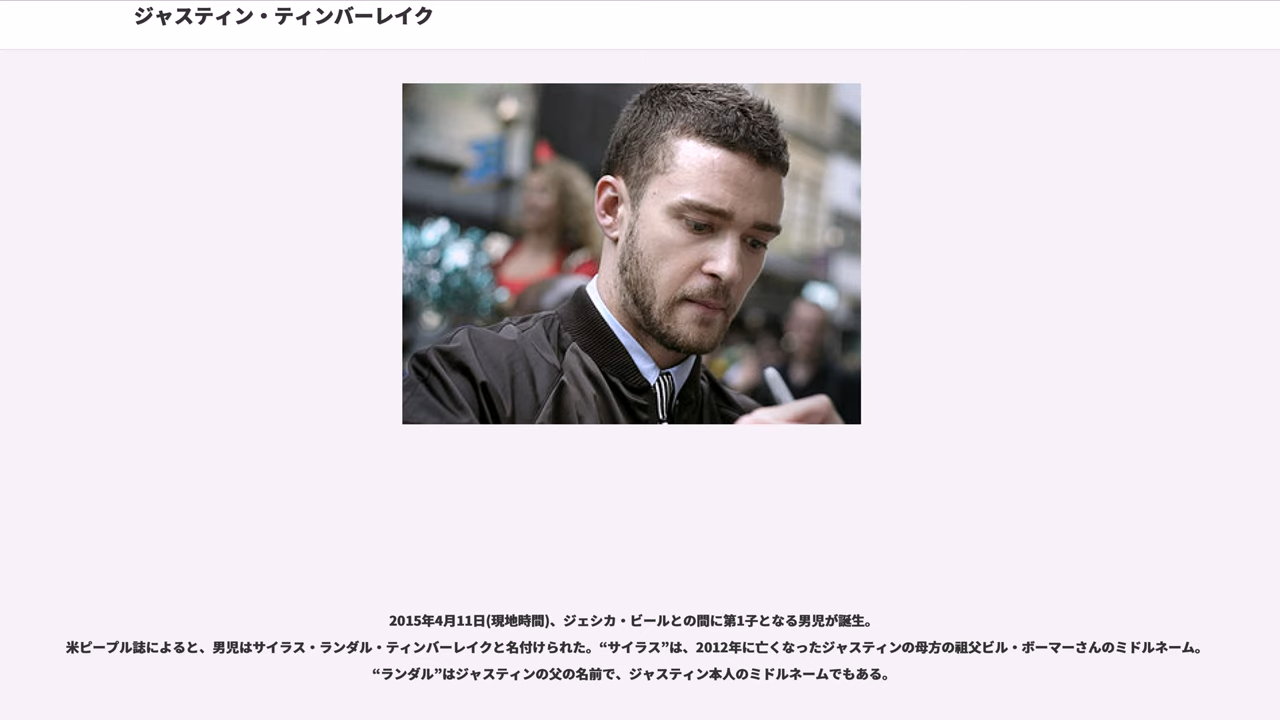 ジャスティン・ティンバーレイク
2015年4月11日(現地時間)、ジェシカ・ビールとの間に第1子となる男児が誕生。
米ピープル誌によると、男児はサイラス・ランダル・ティンバーレイクと名付けられた。“サイラス”は、2012年に亡くなったジャスティンの母方の祖父ビル・ボーマーさんのミドルネーム。
“ランダル”はジャスティンの父の名前で、ジャスティン本人のミドルネームでもある。